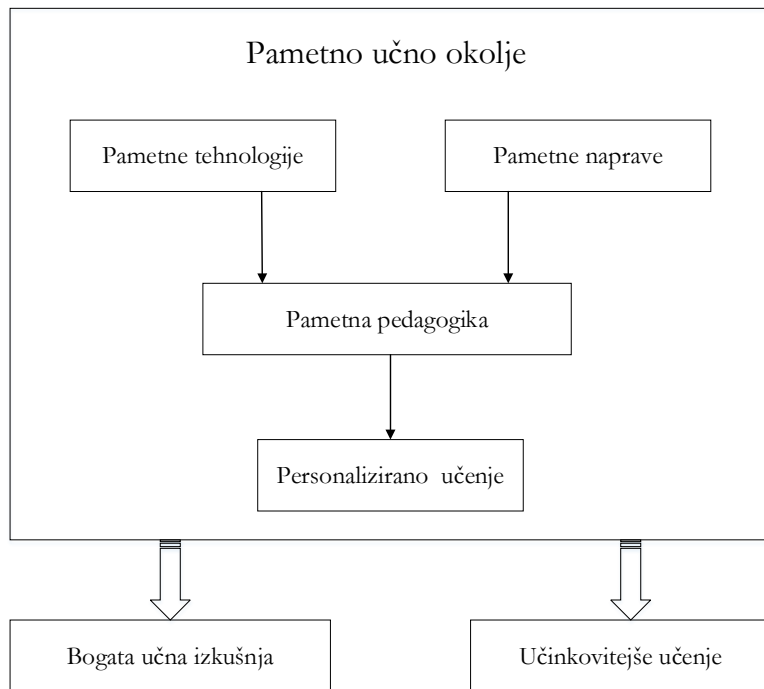 Pametno učno okolje
Pametne tehnologije
Pametne naprave
Pametna pedagogika
Personalizirano učenje
Bogata učna izkušnja
Učinkovitejše učenje